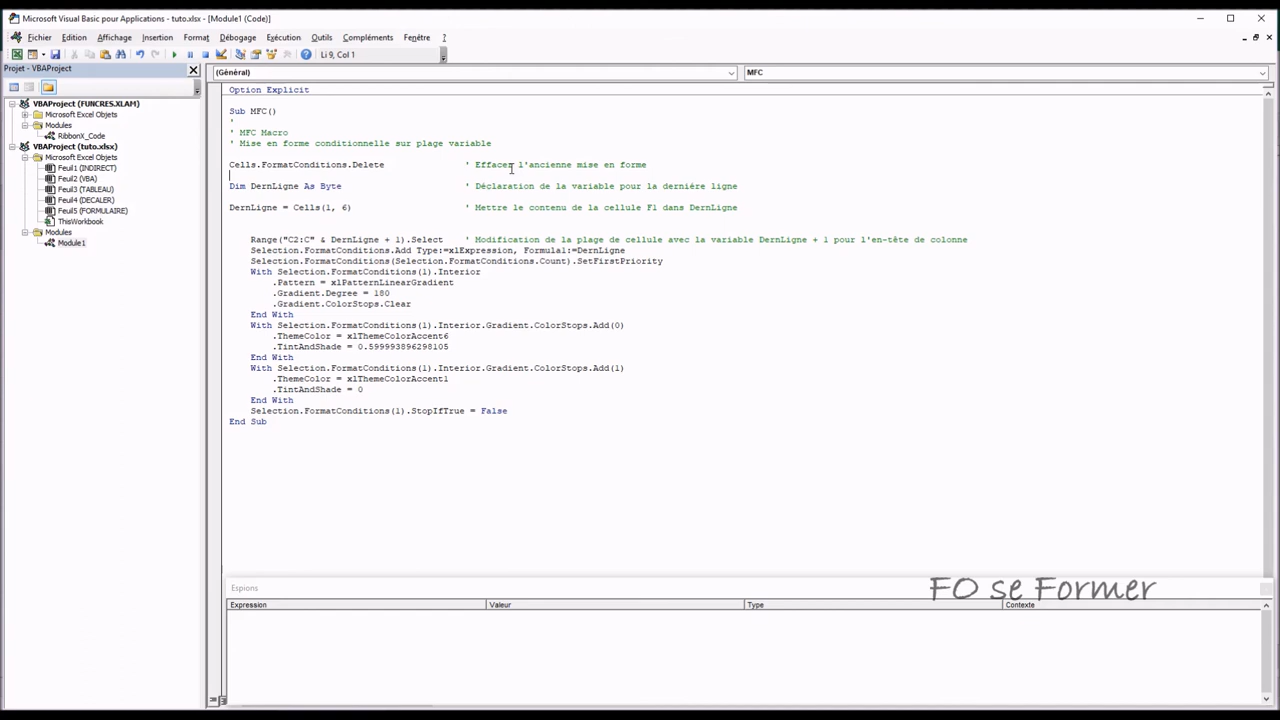 Microsoft Visual Basic pour Applications - tuto.xlsx - [Module1 (Code)]
Fichier Edition Affichage Insertion Format Débogage Exécution Outils Compléments Fenêtre ?
Li 9, Col 1
Projet - VBAProject
(Général) MFC
VBAProject (FUNCRES.XLAM)
Microsoft Excel Objets
Modules
RibbonX_Code
VBAProject (tuto.xlsx)
Microsoft Excel Objets
Feuil1 (INDIRECT)
Feuil2 (VBA)
Feuil3 (TABLEAU)
Feuil4 (DECALER)
Feuil5 (FORMULAIRE)
ThisWorkbook
Modules
Module1
Option Explicit
Sub MFC()
'
' MFC Macro
' Mise en forme conditionnelle sur plage variable
Cells.FormatConditions.Delete ' Effacer l'ancienne mise en forme
Dim DernLigne As Byte ' Déclaration de la variable pour la dernière ligne
DernLigne = Cells(1, 6) ' Mettre le contenu de la cellule F1 dans DernLigne
Range("C2:C" & DernLigne + 1).Select ' Modification de la plage de cellule avec la variable DernLigne + 1 pour l'en-tête de colonne
Selection.FormatConditions.Add Type:=xlExpression, Formula1:=DernLigne
Selection.FormatConditions(Selection.FormatConditions.Count).SetFirstPriority
With Selection.FormatConditions(1).Interior
.Pattern = xlPatternLinearGradient
.Gradient.Degree = 180
.Gradient.ColorStops.Clear
End With
With Selection.FormatConditions(1).Interior.Gradient.ColorStops.Add(0)
.ThemeColor = xlThemeColorAccent6
.TintAndShade = 0.599993896298105
End With
With Selection.FormatConditions(1).Interior.Gradient.ColorStops.Add(1)
.ThemeColor = xlThemeColorAccent1
.TintAndShade = 0
End With
Selection.FormatConditions(1).StopIfTrue = False
End Sub
Espions
FO se Former
Expression Valeur Type Contexte